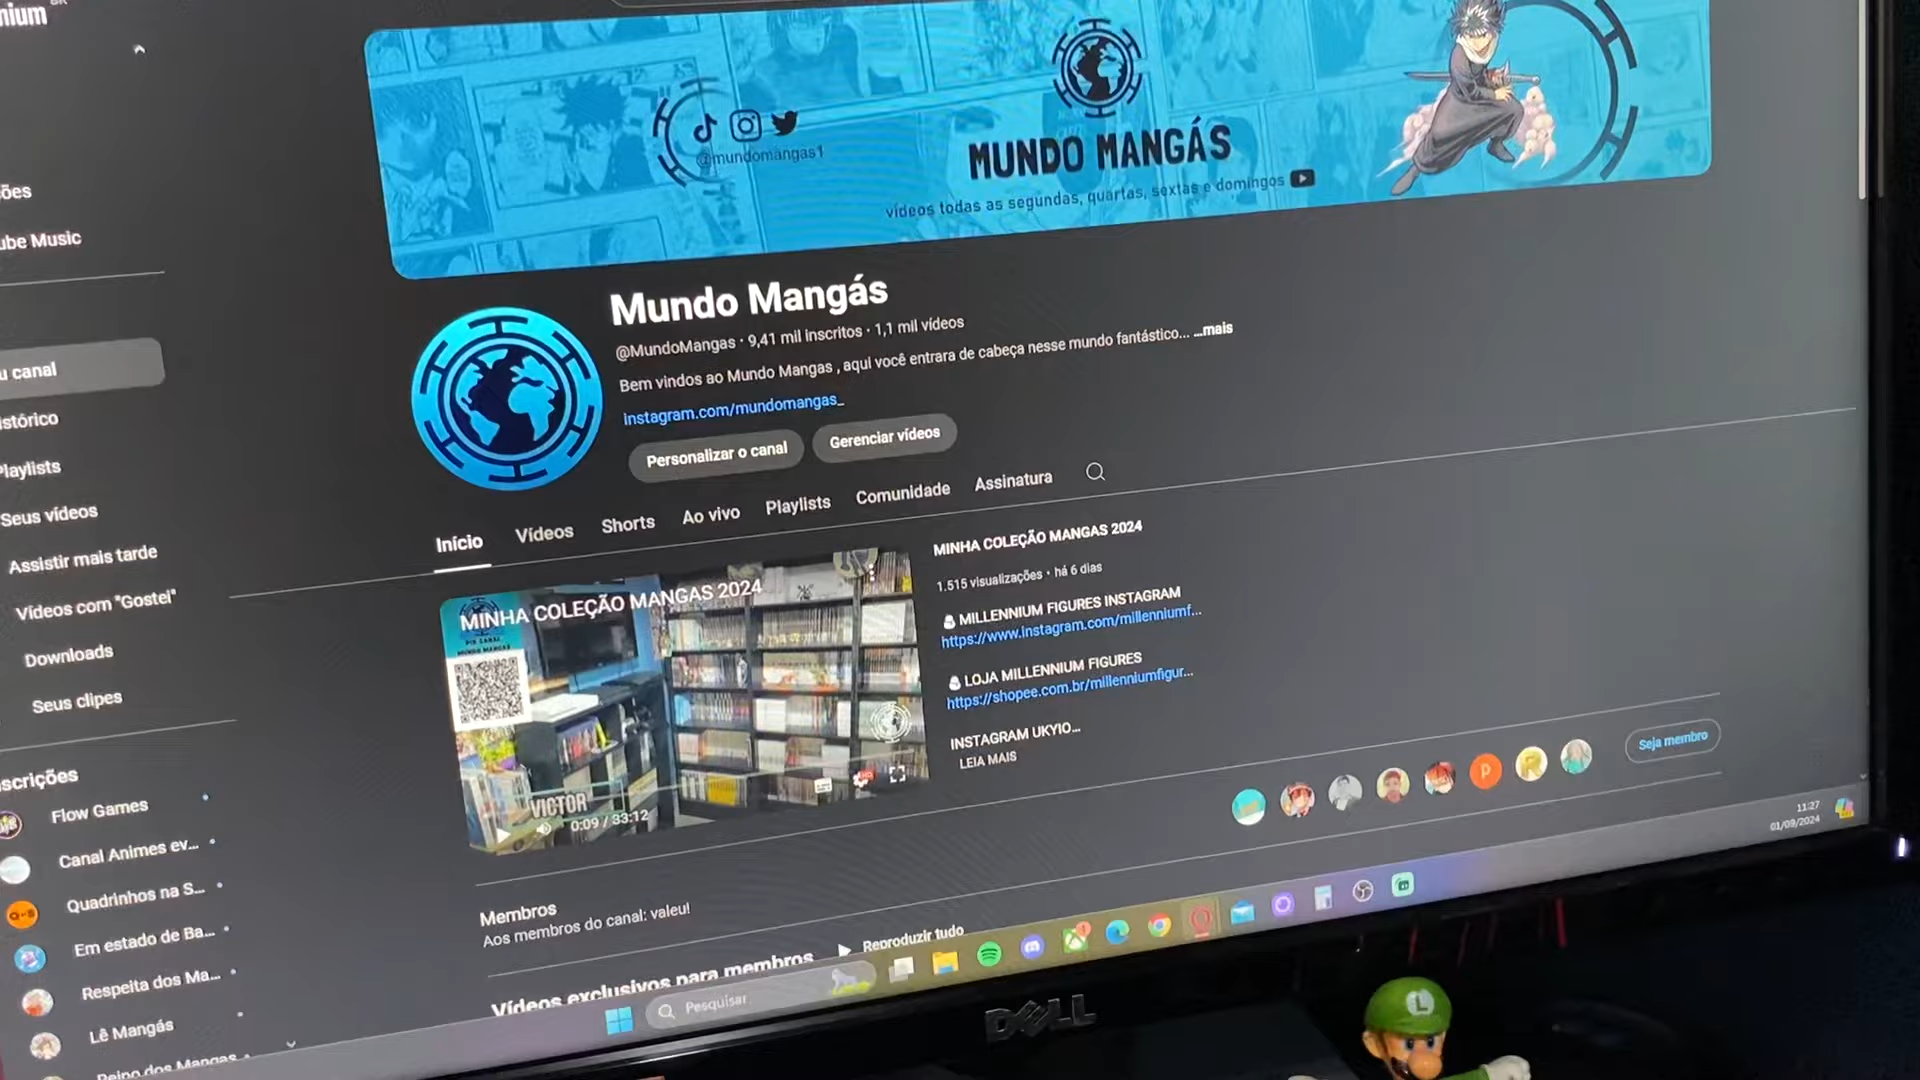 @mundomangas1
MUNDO MANGÁS
vídeos todas as segundas, quartas, sextas e domingos
Mundo Mangás
@MundoMangas · 9,41 mil inscritos · 1,1 mil vídeos
Bem vindos ao Mundo Mangas , aqui você entrara de cabeça nesse mundo fantástico... ...mais
instagram.com/mundomangas_
Personalizar o canal
Gerenciar vídeos
Início
Vídeos
Shorts
Ao vivo
Playlists
Comunidade
Assinatura
MINHA COLEÇÃO MANGAS 2024
VICTOR
0:09 / 33:12
MINHA COLEÇÃO MANGAS 2024
1.515 visualizações · há 6 dias
MILLENNIUM FIGURES INSTAGRAM
https://www.instagram.com/millenniumf...
LOJA MILLENNIUM FIGURES
https://shopee.com.br/millenniumfigur...
INSTAGRAM UKYIO...
LEIA MAIS
Seja membro
Membros
Aos membros do canal: valeu!
Vídeos exclusivos para membros
Reproduzir tudo
nium
BR
ões
ube Music
u canal
istórico
Playlists
Seus vídeos
Assistir mais tarde
Vídeos com "Gostei"
Downloads
Seus clipes
scrições
Flow Games
Canal Animes ev...
Quadrinhos na S...
Em estado de Ba...
Respeita dos Ma...
Lê Mangás
Reino dos Mangas
Pesquisar
11:27
01/09/2024
DELL
L